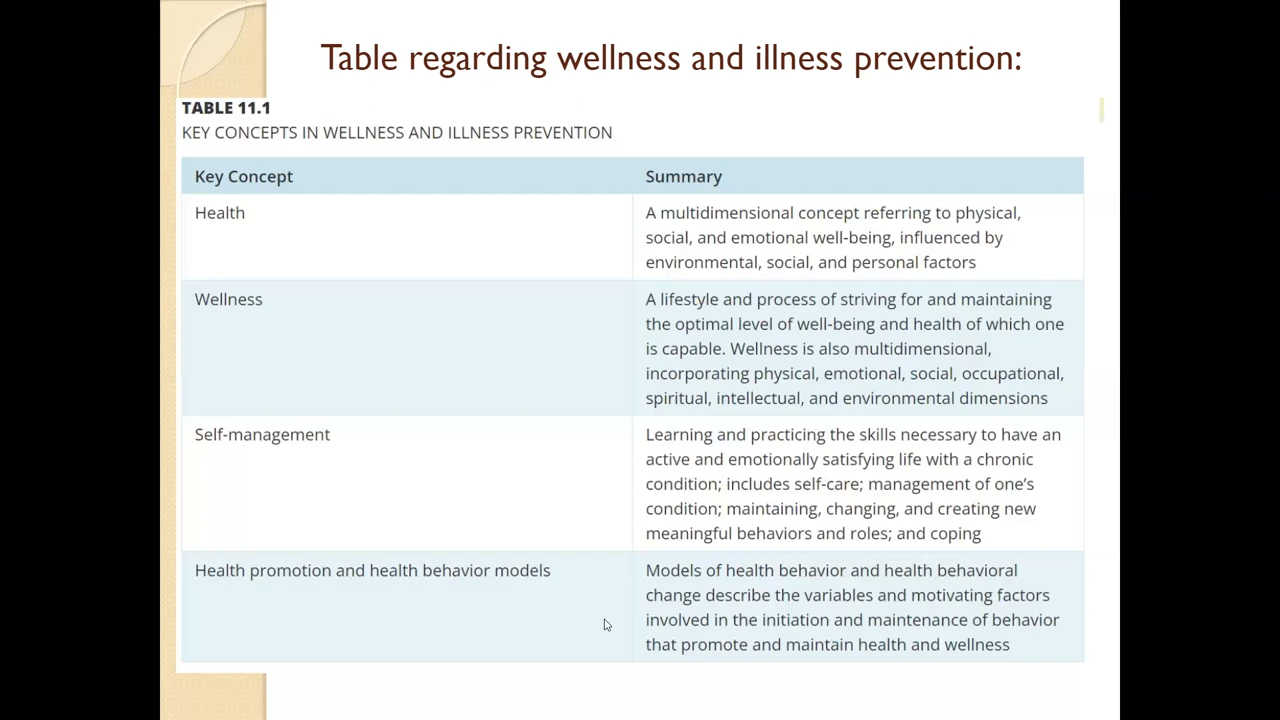 Table regarding wellness and illness prevention:
TABLE 11.1
KEY CONCEPTS IN WELLNESS AND ILLNESS PREVENTION
Key Concept
Summary
Health
A multidimensional concept referring to physical,
social, and emotional well-being, influenced by
environmental, social, and personal factors
Wellness
A lifestyle and process of striving for and maintaining
the optimal level of well-being and health of which one
is capable. Wellness is also multidimensional,
incorporating physical, emotional, social, occupational,
spiritual, intellectual, and environmental dimensions
Self-management
Learning and practicing the skills necessary to have an
active and emotionally satisfying life with a chronic
condition; includes self-care; management of one's
condition; maintaining, changing, and creating new
meaningful behaviors and roles; and coping
Health promotion and health behavior models
Models of health behavior and health behavioral
change describe the variables and motivating factors
involved in the initiation and maintenance of behavior
that promote and maintain health and wellness